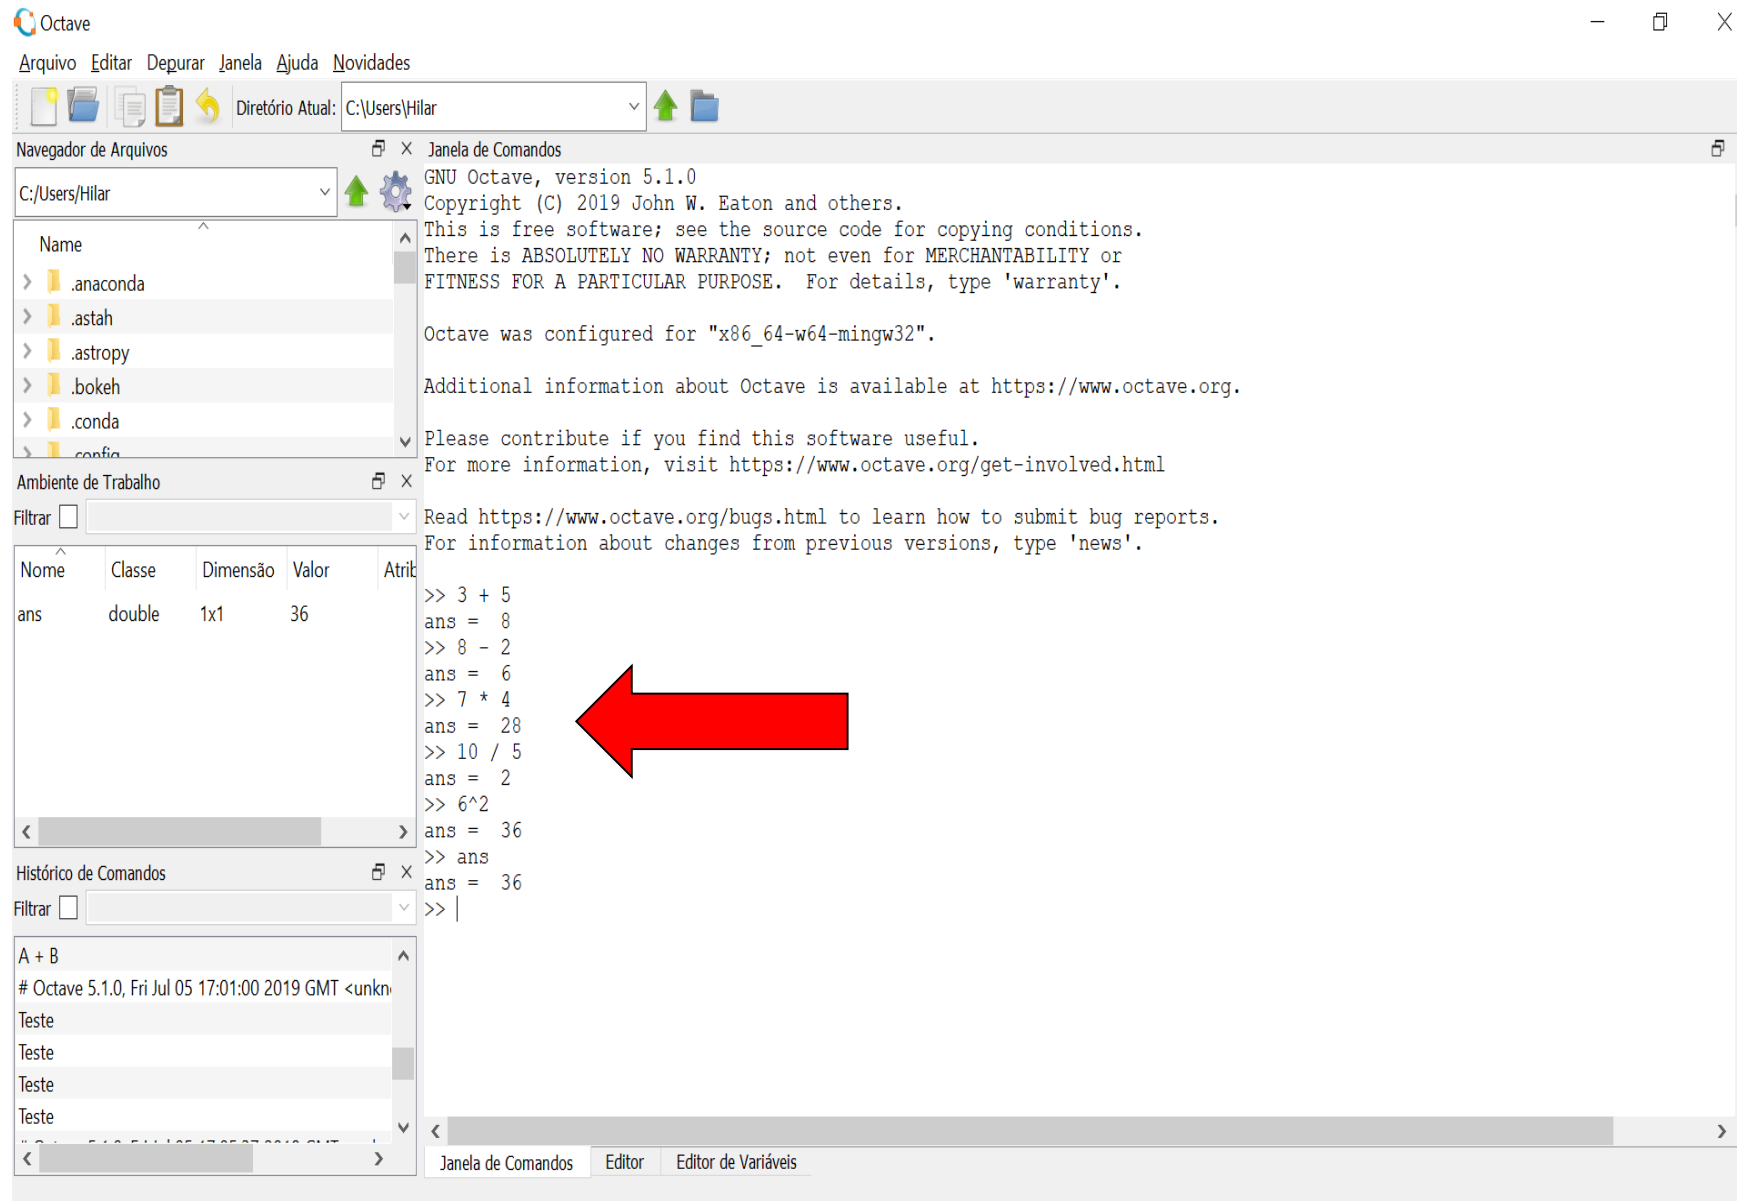 Octave
Arquivo Editar Depurar Janela Ajuda Novidades
Diretório Atual: C:\Users\Hilar
Navegador de Arquivos
C:/Users/Hilar
Name
.anaconda
.astah
.astropy
.bokeh
.conda
.config
Ambiente de Trabalho
Filtrar
Nome Classe Dimensão Valor Atrib
ans double 1x1 36
Histórico de Comandos
Filtrar
A + B
# Octave 5.1.0, Fri Jul 05 17:01:00 2019 GMT <unkn
Teste
Teste
Teste
Teste
Janela de Comandos
GNU Octave, version 5.1.0
Copyright (C) 2019 John W. Eaton and others.
This is free software; see the source code for copying conditions.
There is ABSOLUTELY NO WARRANTY; not even for MERCHANTABILITY or
FITNESS FOR A PARTICULAR PURPOSE.  For details, type 'warranty'.
Octave was configured for "x86_64-w64-mingw32".
Additional information about Octave is available at https://www.octave.org.
Please contribute if you find this software useful.
For more information, visit https://www.octave.org/get-involved.html
Read https://www.octave.org/bugs.html to learn how to submit bug reports.
For information about changes from previous versions, type 'news'.
>> 3 + 5
ans =  8
>> 8 - 2
ans =  6
>> 7 * 4
ans =  28
>> 10 / 5
ans =  2
>> 6^2
ans =  36
>> ans
ans =  36
>>
Janela de Comandos Editor Editor de Variáveis